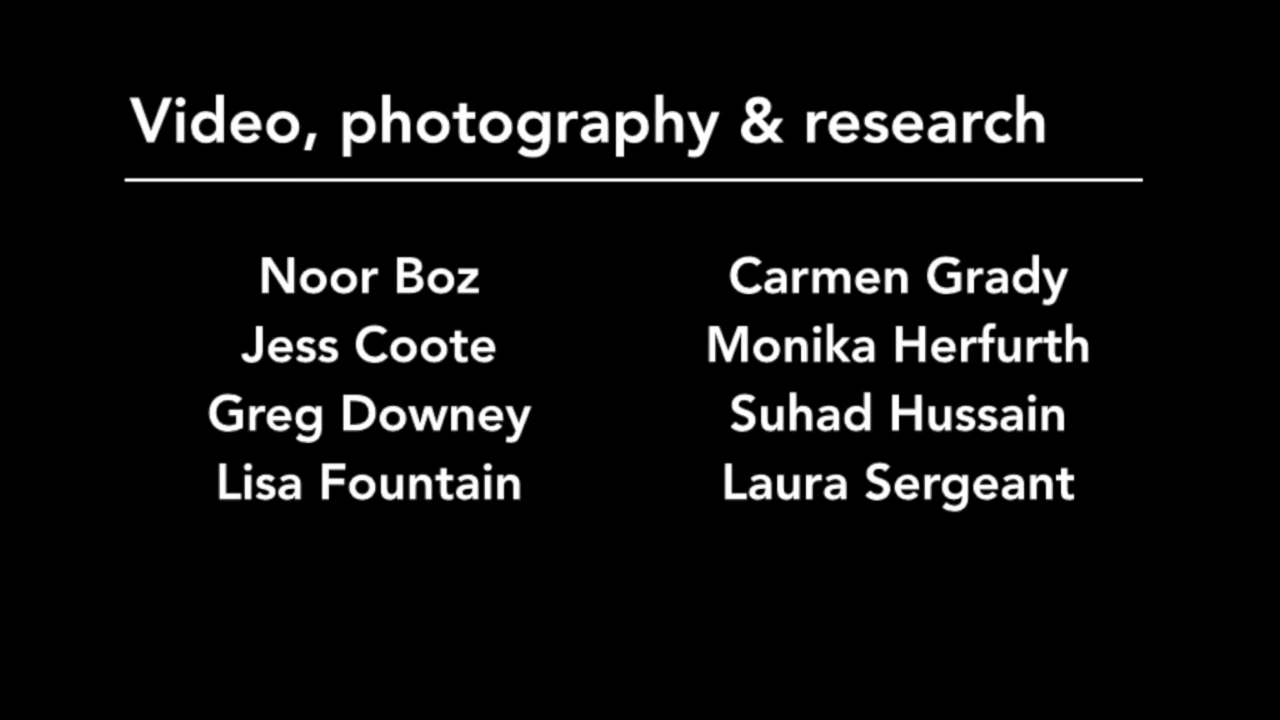 Video, photography & research
Noor Boz
Jess Coote
Greg Downey
Lisa Fountain
Carmen Grady
Monika Herfurth
Suhad Hussain
Laura Sergeant